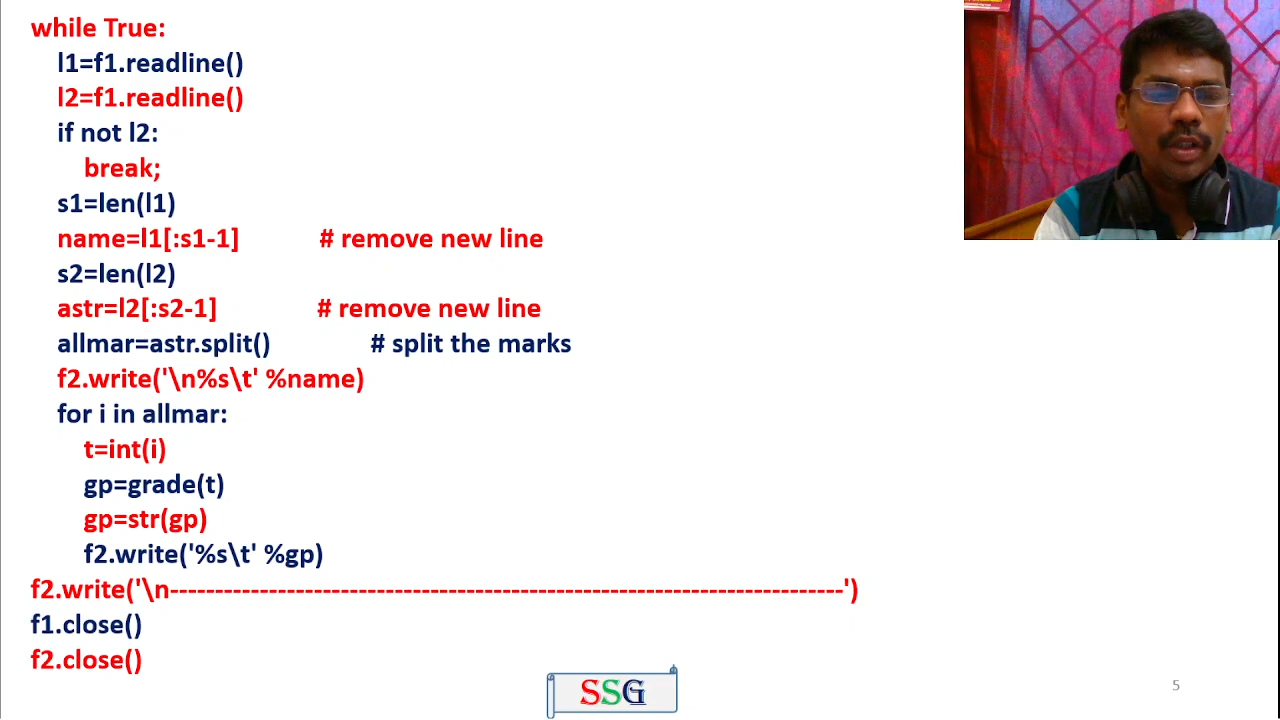 while True:
l1=f1.readline()
l2=f1.readline()
if not l2:
break;
s1=len(l1)
name=l1[:s1-1] # remove new line
s2=len(l2)
astr=l2[:s2-1] # remove new line
allmar=astr.split() # split the marks
f2.write('\n%s\t' %name)
for i in allmar:
t=int(i)
gp=grade(t)
gp=str(gp)
f2.write('%s\t' %gp)
f2.write('\n---------------------------------------------------------------------------')
f1.close()
f2.close()
SSG
5